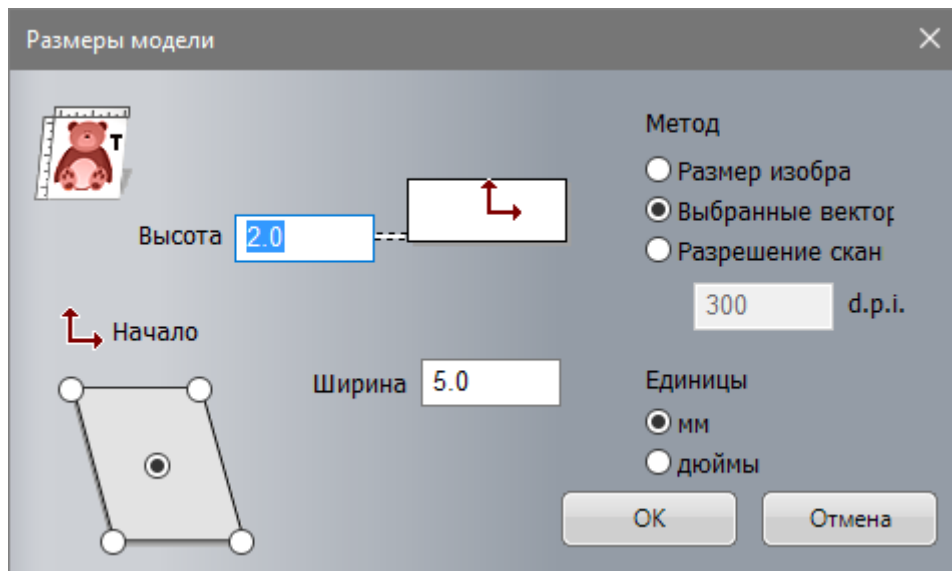 Размеры модели
T
Метод
Размер изобра
Выбранные вектор
Разрешение скан
300 d.p.i.
Высота 2.0
Начало
Ширина 5.0
Единицы
мм
дюймы
OK
Отмена